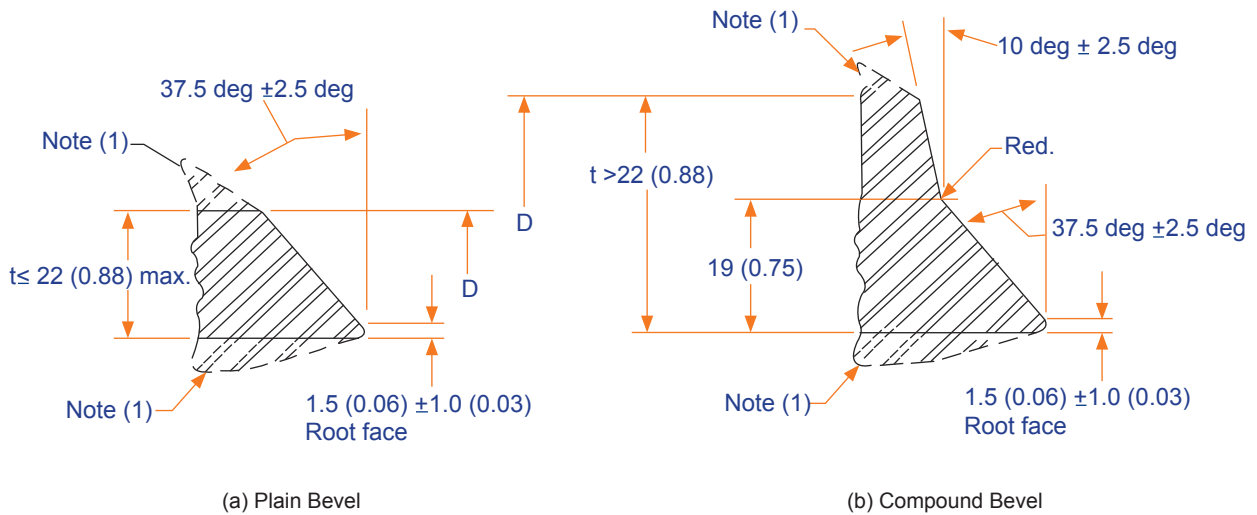 37.5 deg ±2.5 deg
Note (1)
t≤ 22 (0.88) max.
D
Note (1)
1.5 (0.06) ±1.0 (0.03)
Root face
(a) Plain Bevel
Note (1)
10 deg ± 2.5 deg
t >22 (0.88)
Red.
D
37.5 deg ±2.5 deg
19 (0.75)
Note (1)
1.5 (0.06) ±1.0 (0.03)
Root face
(b) Compound Bevel